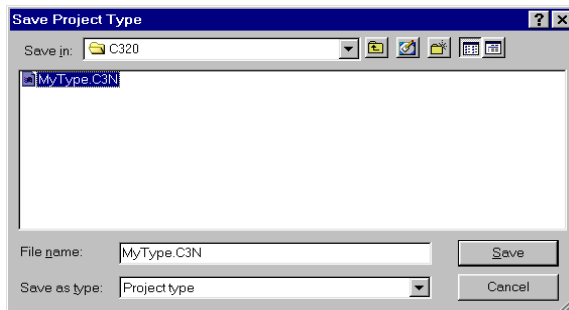 Save Project Type
Save in: C320
MyType.C3N
File name: MyType.C3N Save
Save as type: Project type Cancel